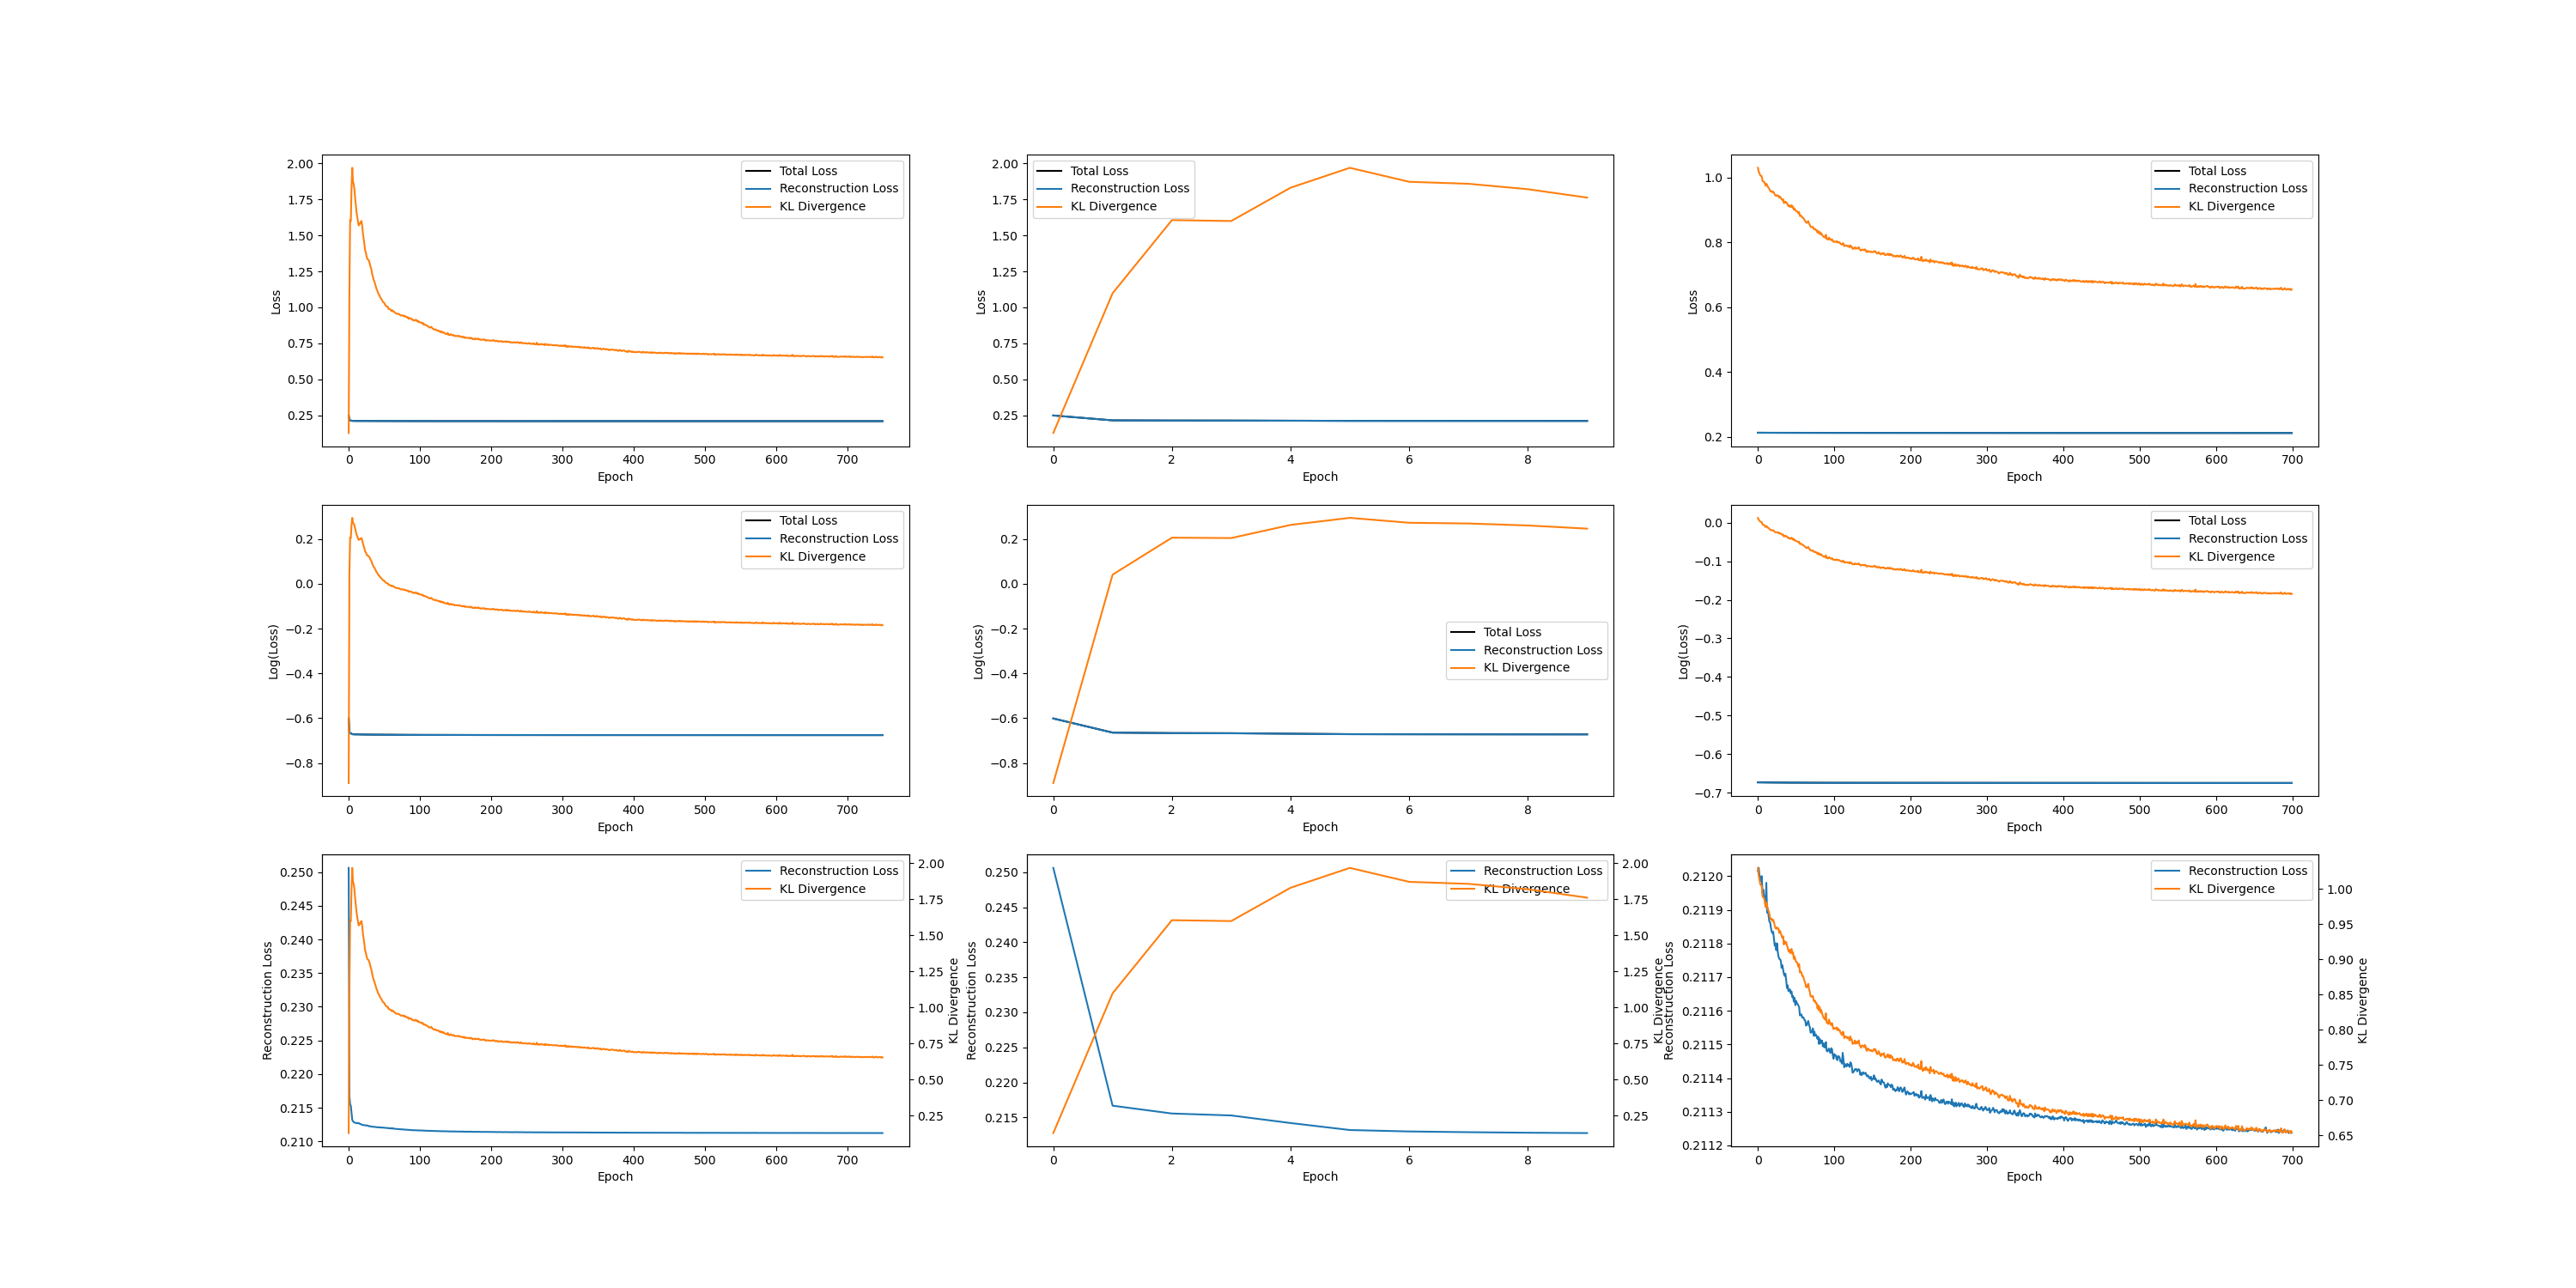 2.00
1.75
1.50
1.25
1.00
0.75
0.50
0.25
Loss
0 100 200 300 400 500 600 700
Epoch
Total Loss
Reconstruction Loss
KL Divergence
2.00
1.75
1.50
1.25
1.00
0.75
0.50
0.25
Loss
0 2 4 6 8
Epoch
Total Loss
Reconstruction Loss
KL Divergence
1.0
0.8
0.6
0.4
0.2
Loss
0 100 200 300 400 500 600 700
Epoch
Total Loss
Reconstruction Loss
KL Divergence
0.2
0.0
−0.2
−0.4
−0.6
−0.8
Log(Loss)
0 100 200 300 400 500 600 700
Epoch
Total Loss
Reconstruction Loss
KL Divergence
0.2
0.0
−0.2
−0.4
−0.6
−0.8
Log(Loss)
0 2 4 6 8
Epoch
Total Loss
Reconstruction Loss
KL Divergence
0.0
−0.1
−0.2
−0.3
−0.4
−0.5
−0.6
−0.7
Log(Loss)
0 100 200 300 400 500 600 700
Epoch
Total Loss
Reconstruction Loss
KL Divergence
0.250
0.245
0.240
0.235
0.230
0.225
0.220
0.215
0.210
Reconstruction Loss
0 100 200 300 400 500 600 700
Epoch
Reconstruction Loss
KL Divergence
2.00
1.75
1.50
1.25
1.00
0.75
0.50
0.25
KL Divergence
0.250
0.245
0.240
0.235
0.230
0.225
0.220
0.215
Reconstruction Loss
0 2 4 6 8
Epoch
Reconstruction Loss
KL Divergence
2.00
1.75
1.50
1.25
1.00
0.75
0.50
0.25
KL Divergence
0.2120
0.2119
0.2118
0.2117
0.2116
0.2115
0.2114
0.2113
0.2112
Reconstruction Loss
0 100 200 300 400 500 600 700
Epoch
Reconstruction Loss
KL Divergence
1.00
0.95
0.90
0.85
0.80
0.75
0.70
0.65
KL Divergence